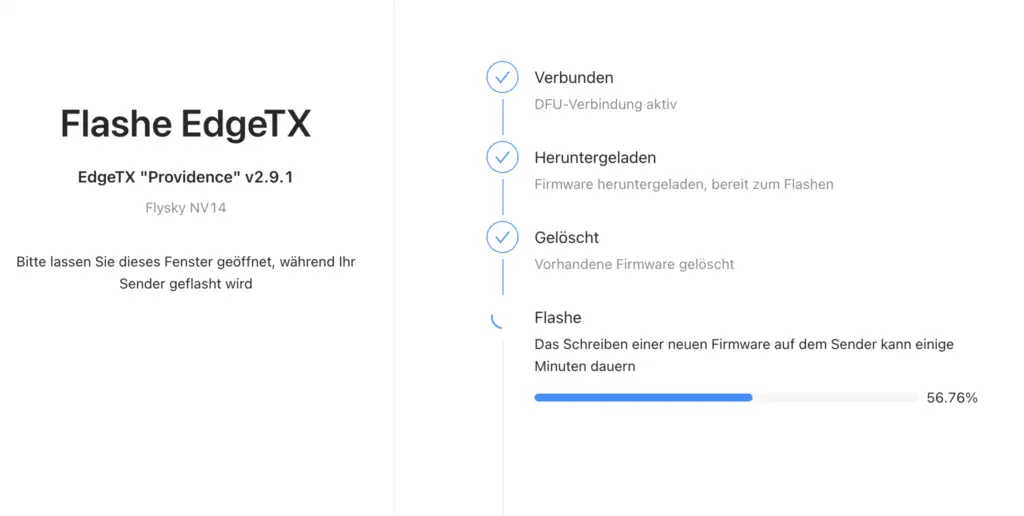 Flashe EdgeTX
EdgeTX "Providence" v2.9.1
Flysky NV14
Bitte lassen Sie dieses Fenster geöffnet, während Ihr
Sender geflasht wird
Verbunden
DFU-Verbindung aktiv
Heruntergeladen
Firmware heruntergeladen, bereit zum Flashen
Gelöscht
Vorhandene Firmware gelöscht
Flashe
Das Schreiben einer neuen Firmware auf dem Sender kann einige
Minuten dauern
56.76%